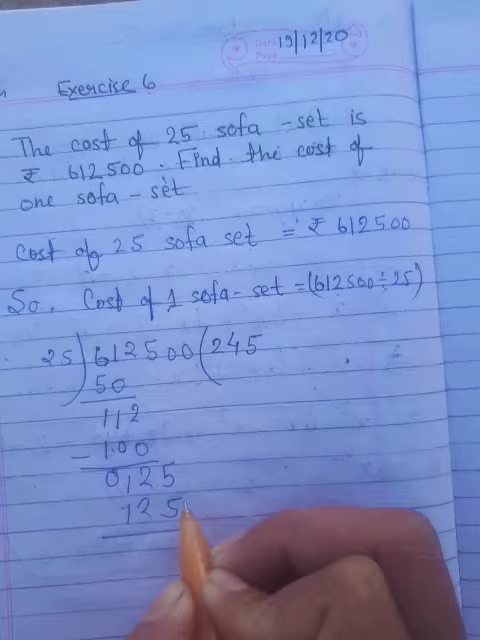 Date 19/12/20
Page
Exercise 6
The cost of 25 sofa-set is
₹ 612500. Find the cost of
one sofa-set
Cost of 25 sofa set = ₹ 612500
So, Cost of 1 sofa-set = (612500÷25)
25)612500(245
50
112
- 100
0125
125